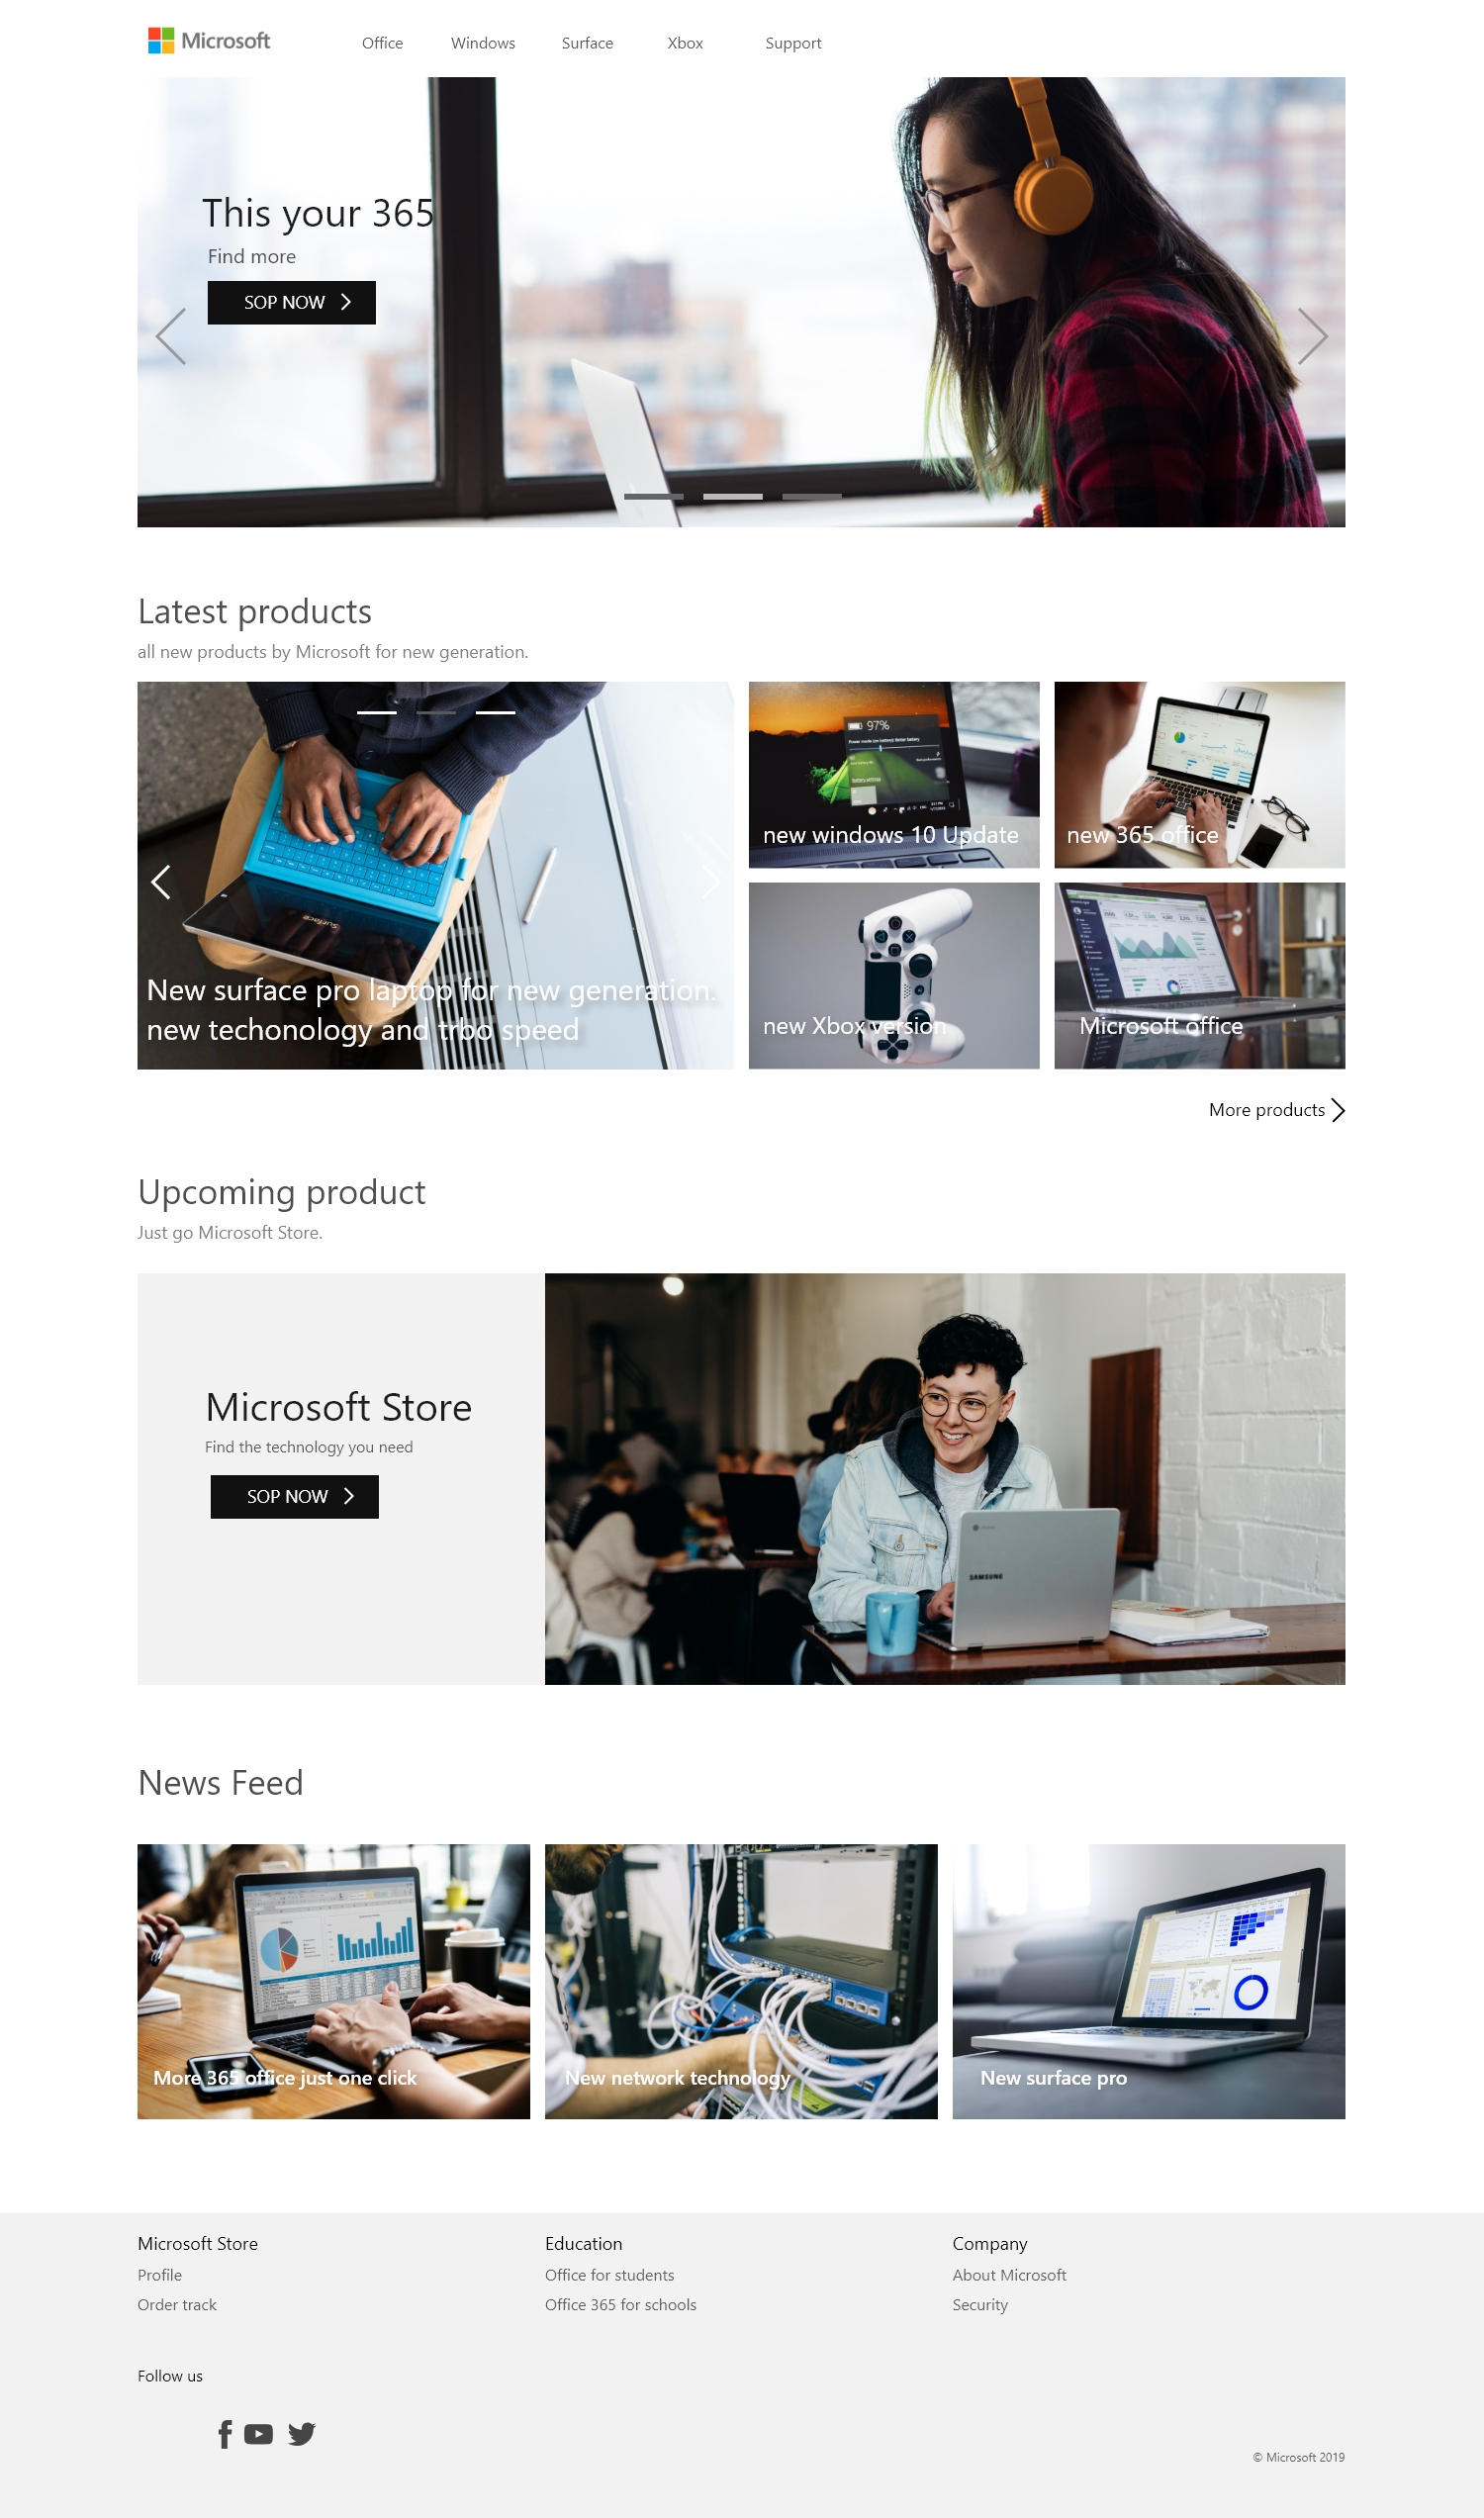 Microsoft
Office
Windows
Surface
Xbox
Support
This your 365
Find more
SOP NOW
Latest products
all new products by Microsoft for new generation.
Surface
New surface pro laptop for new generation.
new techonology and trbo speed
97%
new windows 10 Update
new 365 office
new Xbox version
Microsoft office
More products
Upcoming product
Just go Microsoft Store.
Microsoft Store
Find the technology you need
SOP NOW
SAMSUNG
News Feed
More 365 office just one click
New network technology
New surface pro
Microsoft Store
Profile
Order track
Education
Office for students
Office 365 for schools
Company
About Microsoft
Security
Follow us
© Microsoft 2019